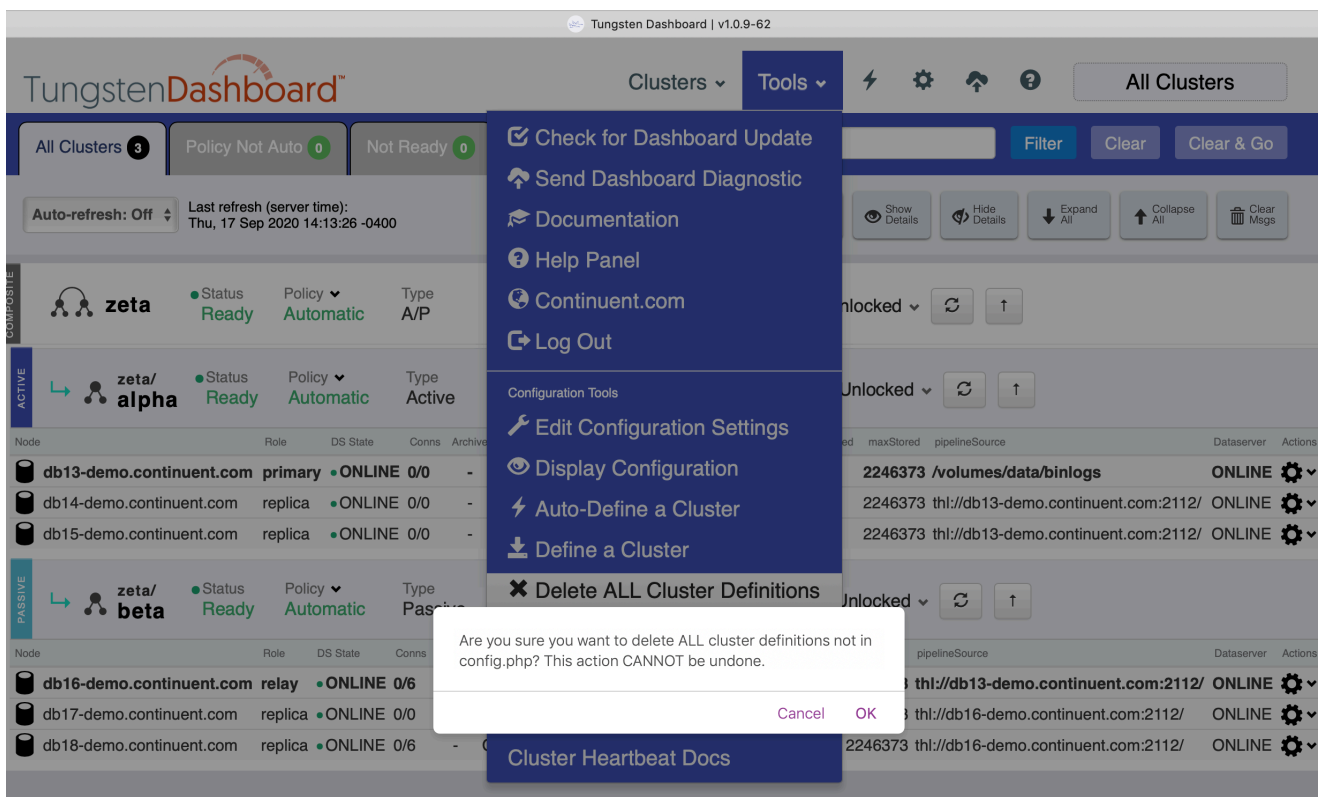 Tungsten Dashboard | v1.0.9-62
TungstenDashboard™
Clusters
Tools
All Clusters
All Clusters 3
Policy Not Auto 0
Not Ready 0
Filter
Clear
Clear & Go
Auto-refresh: Off
Last refresh (server time):
Thu, 17 Sep 2020 14:13:26 -0400
Show
Details
Hide
Details
Expand
All
Collapse
All
Clear
Msgs
Check for Dashboard Update
Send Dashboard Diagnostic
Documentation
Help Panel
Continuent.com
Log Out
Configuration Tools
Edit Configuration Settings
Display Configuration
Auto-Define a Cluster
Define a Cluster
Delete ALL Cluster Definitions
Cluster Heartbeat Docs
COMPOSITE
zeta
Status
Ready
Policy
Automatic
Type
A/P
nlocked
ACTIVE
zeta/
alpha
Status
Ready
Policy
Automatic
Type
Active
Unlocked
Node Role DS State Conns Archive ed maxStored pipelineSource Dataserver Actions
db13-demo.continuent.com primary ONLINE 0/0 - 2246373 /volumes/data/binlogs ONLINE
db14-demo.continuent.com replica ONLINE 0/0 - 2246373 thl://db13-demo.continuent.com:2112/ ONLINE
db15-demo.continuent.com replica ONLINE 0/0 - 2246373 thl://db13-demo.continuent.com:2112/ ONLINE
PASSIVE
zeta/
beta
Status
Ready
Policy
Automatic
Type
Passive
Unlocked
Node Role DS State Conns pipelineSource Dataserver Actions
db16-demo.continuent.com relay ONLINE 0/6 thl://db13-demo.continuent.com:2112/ ONLINE
db17-demo.continuent.com replica ONLINE 0/0 thl://db16-demo.continuent.com:2112/ ONLINE
db18-demo.continuent.com replica ONLINE 0/6 - 2246373 thl://db16-demo.continuent.com:2112/ ONLINE
Are you sure you want to delete ALL cluster definitions not in
config.php? This action CANNOT be undone.
Cancel
OK